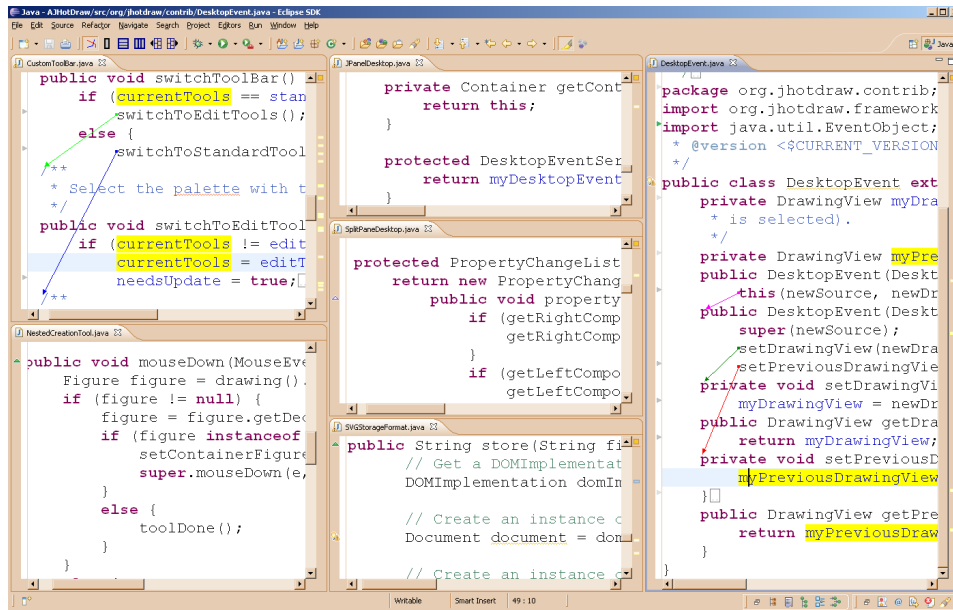 Java - AJHotDraw/src/org/jhotdraw/contrib/DesktopEvent.java - Eclipse SDK
File Edit Source Refactor Navigate Search Project Editors Run Window Help
Java
CustomToolBar.java
public void switchToolBar()
if (currentTools == stan
switchToEditTools();
else {
switchToStandardTool
/**
* Select the palette with t
*/
public void switchToEditTool
if (currentTools != edit
currentTools = editT
needsUpdate = true;
/**
NestedCreationTool.java
public void mouseDown(MouseEve
Figure figure = drawing().
if (figure != null) {
figure = figure.getDec
if (figure instanceof
setContainerFigure
super.mouseDown(e,
}
else {
toolDone();
}
}
JPanelDesktop.java
private Container getCont
return this;
}
protected DesktopEventSer
return myDesktopEvent
}
SplitPaneDesktop.java
protected PropertyChangeList
return new PropertyChang
public void property
if (getRightComp
getRightComp
}
if (getLeftCompo
getLeftCompo
SVGStorageFormat.java
public String store(String fi
// Get a DOMImplementat
DOMImplementation domIm
// Create an instance o
Document document = dom
// Create an instance o
DesktopEvent.java
*/
package org.jhotdraw.contrib;
import org.jhotdraw.framework
import java.util.EventObject;
* @version <$CURRENT_VERSION
*/
public class DesktopEvent ext
private DrawingView myDra
* is selected).
*/
private DrawingView myPre
public DesktopEvent(Deskt
this(newSource, newDr
public DesktopEvent(Deskt
super(newSource);
setDrawingView(newDra
setPreviousDrawingVie
private void setDrawingVi
myDrawingView = newDr
public DrawingView getDra
return myDrawingView;
private void setPreviousD
myPreviousDrawingView
}
public DrawingView getPre
return myPreviousDraw
}
}
Writable Smart Insert 49 : 10